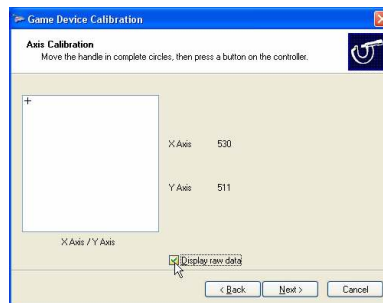 Game Device Calibration
Axis Calibration
Move the handle in complete circles, then press a button on the controller.
X Axis 530
Y Axis 511
X Axis / Y Axis
Display raw data
< Back Next > Cancel